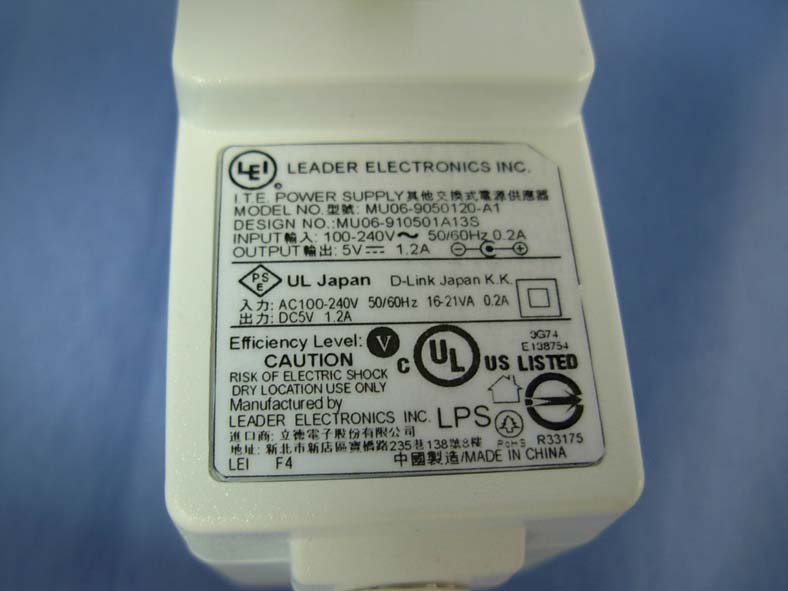 LEI LEADER ELECTRONICS INC.
I.T.E. POWER SUPPLY 其他交換式電源供應器
MODEL NO.型號: MU06-9050120-A1
DESIGN NO.:MU06-910501A13S
INPUT輸入: 100-240V～ 50/60Hz 0.2A
OUTPUT輸出: 5V⎓ 1.2A
PSE UL Japan D-Link Japan K.K.
入力: AC100-240V 50/60Hz 16-21VA 0.2A
出力: DC5V 1.2A
Efficiency Level: V
3G74
E138754
C UL US LISTED
CAUTION
RISK OF ELECTRIC SHOCK
DRY LOCATION USE ONLY
Manufactured by
LEADER ELECTRONICS INC. LPS
RoHS R33175
進口商: 立德電子股份有限公司
地址: 新北市新店區寶橋路235巷138號8樓
LEI F4 中國製造/MADE IN CHINA